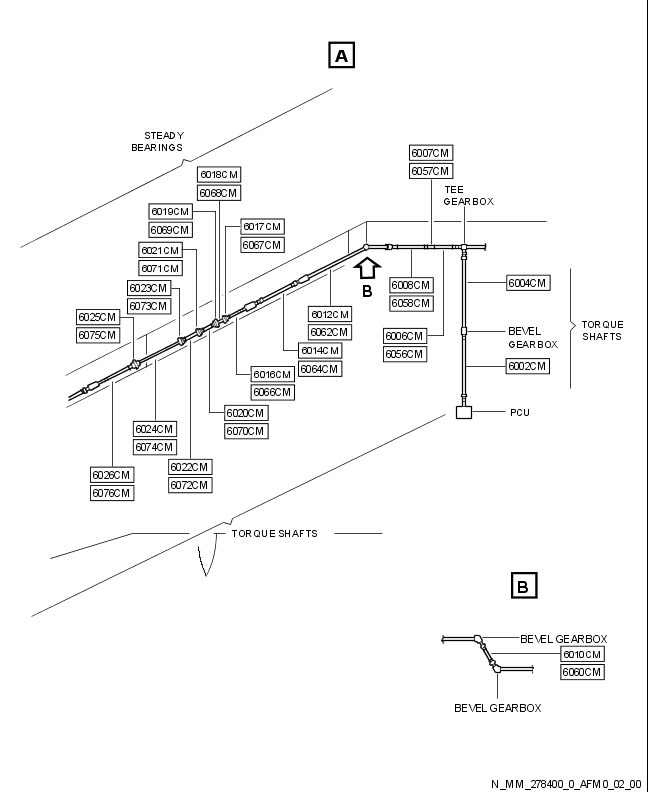 A
STEADY
BEARINGS
6007CM
6057CM
6018CM
6068CM
TEE
GEARBOX
6019CM
6069CM
6017CM
6067CM
6021CM
6071CM
6023CM
6073CM
B
6008CM
6058CM
6004CM
6025CM
6075CM
6012CM
6062CM
6006CM
6056CM
BEVEL
GEARBOX
TORQUE
SHAFTS
6014CM
6064CM
6002CM
6016CM
6066CM
6020CM
6070CM
PCU
6024CM
6074CM
6022CM
6072CM
6026CM
6076CM
TORQUE SHAFTS
B
BEVEL GEARBOX
6010CM
6060CM
BEVEL GEARBOX
N_MM_278400_0_AFM0_02_00